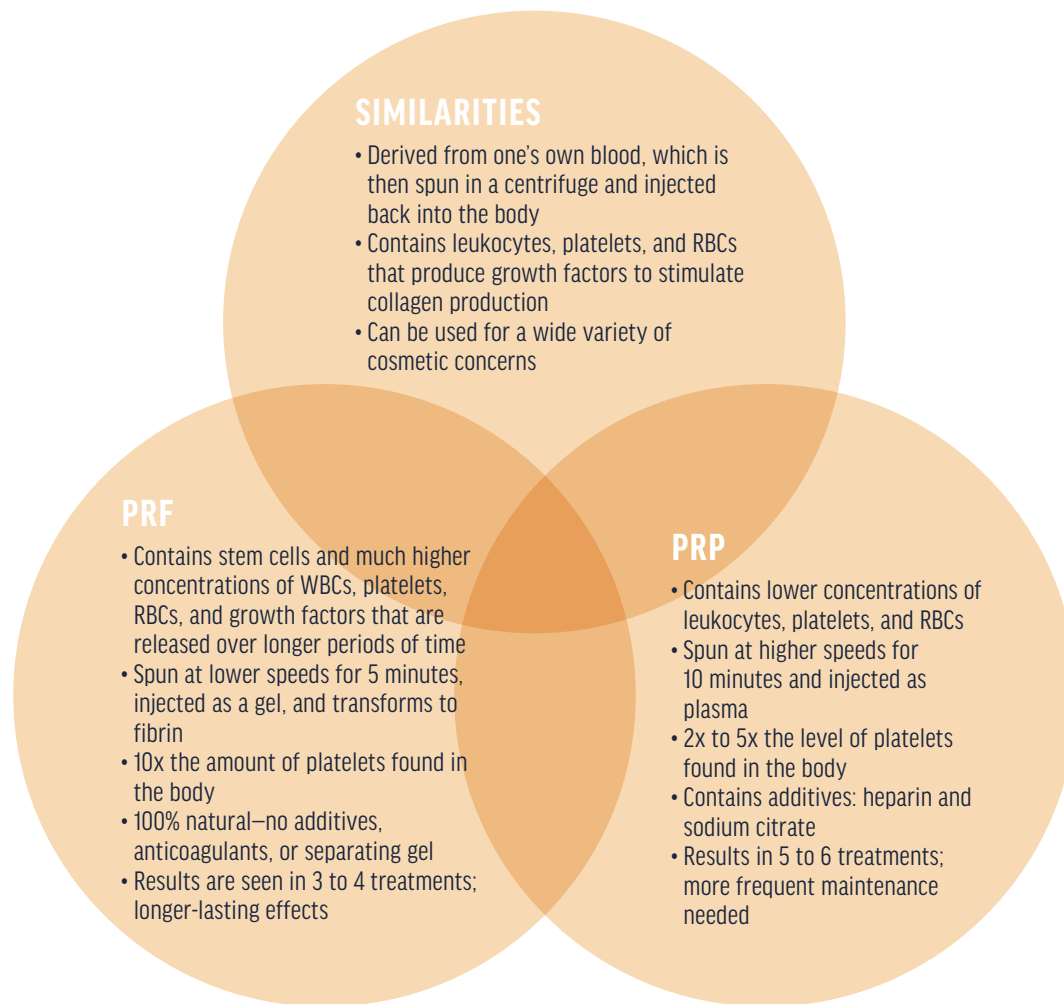 SIMILARITIES
• Derived from one’s own blood, which is
then spun in a centrifuge and injected
back into the body
• Contains leukocytes, platelets, and RBCs
that produce growth factors to stimulate
collagen production
• Can be used for a wide variety of
cosmetic concerns
PRF
• Contains stem cells and much higher
concentrations of WBCs, platelets,
RBCs, and growth factors that are
released over longer periods of time
• Spun at lower speeds for 5 minutes,
injected as a gel, and transforms to
fibrin
• 10x the amount of platelets found in
the body
• 100% natural—no additives,
anticoagulants, or separating gel
• Results are seen in 3 to 4 treatments;
longer-lasting effects
PRP
• Contains lower concentrations of
leukocytes, platelets, and RBCs
• Spun at higher speeds for
10 minutes and injected as
plasma
• 2x to 5x the level of platelets
found in the body
• Contains additives: heparin and
sodium citrate
• Results in 5 to 6 treatments;
more frequent maintenance
needed